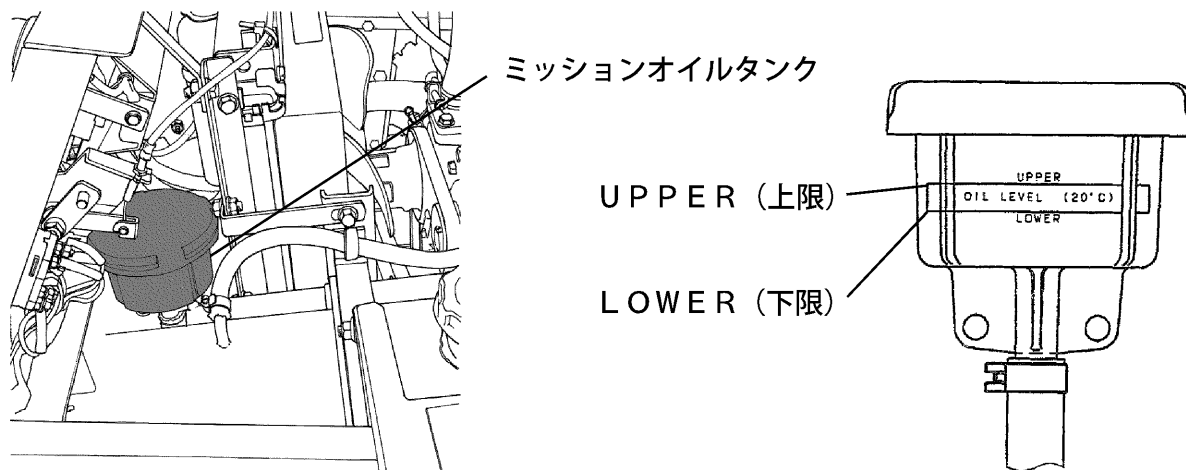 ミッションオイルタンク
UPPER
UPPER（上限）
OIL LEVEL (20°C)
LOWER
LOWER（下限）